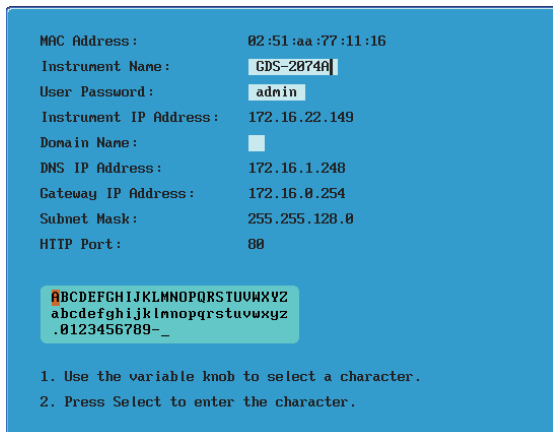 MAC Address: 02:51:aa:77:11:16
Instrument Name: GDS-2074A
User Password: admin
Instrument IP Address: 172.16.22.149
Domain Name:
DNS IP Address: 172.16.1.248
Gateway IP Address: 172.16.0.254
Subnet Mask: 255.255.128.0
HTTP Port: 80
ABCDEFGHIJKLMNOPQRSTUVWXYZ
abcdefghijklmnopqrstuvwxyz
.0123456789-_
1. Use the variable knob to select a character.
2. Press Select to enter the character.